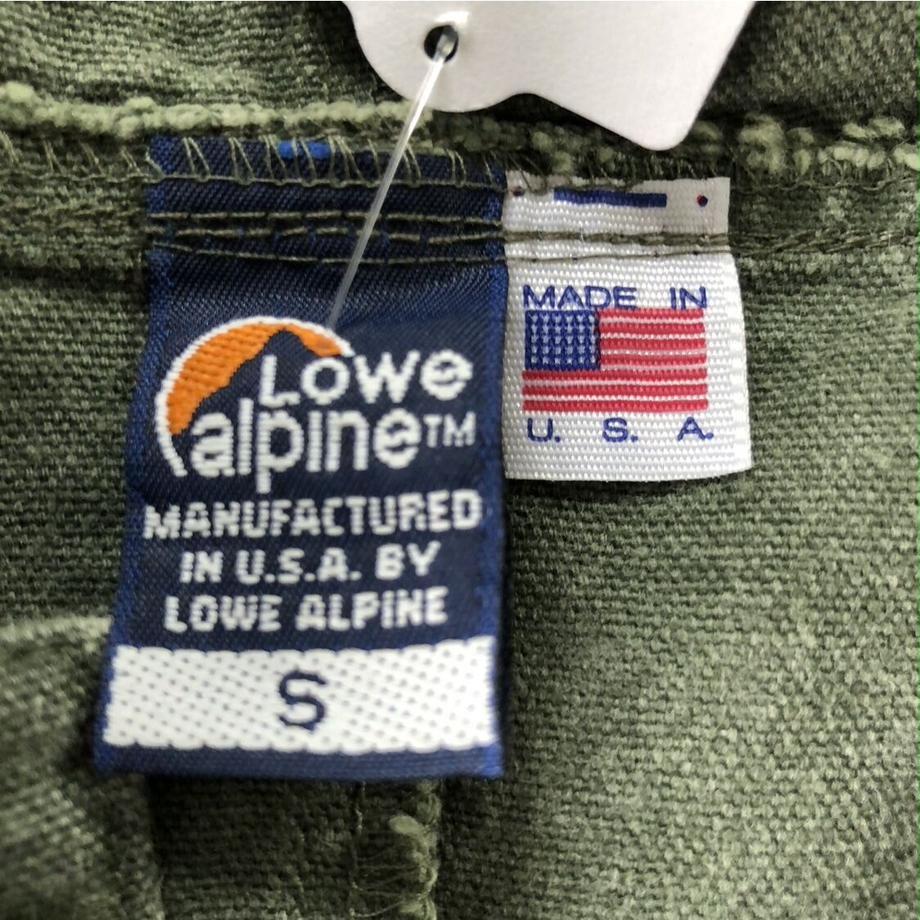 Lowe
alpine™
MANUFACTURED
IN U.S.A. BY
LOWE ALPINE
S
MADE IN
U. S. A.